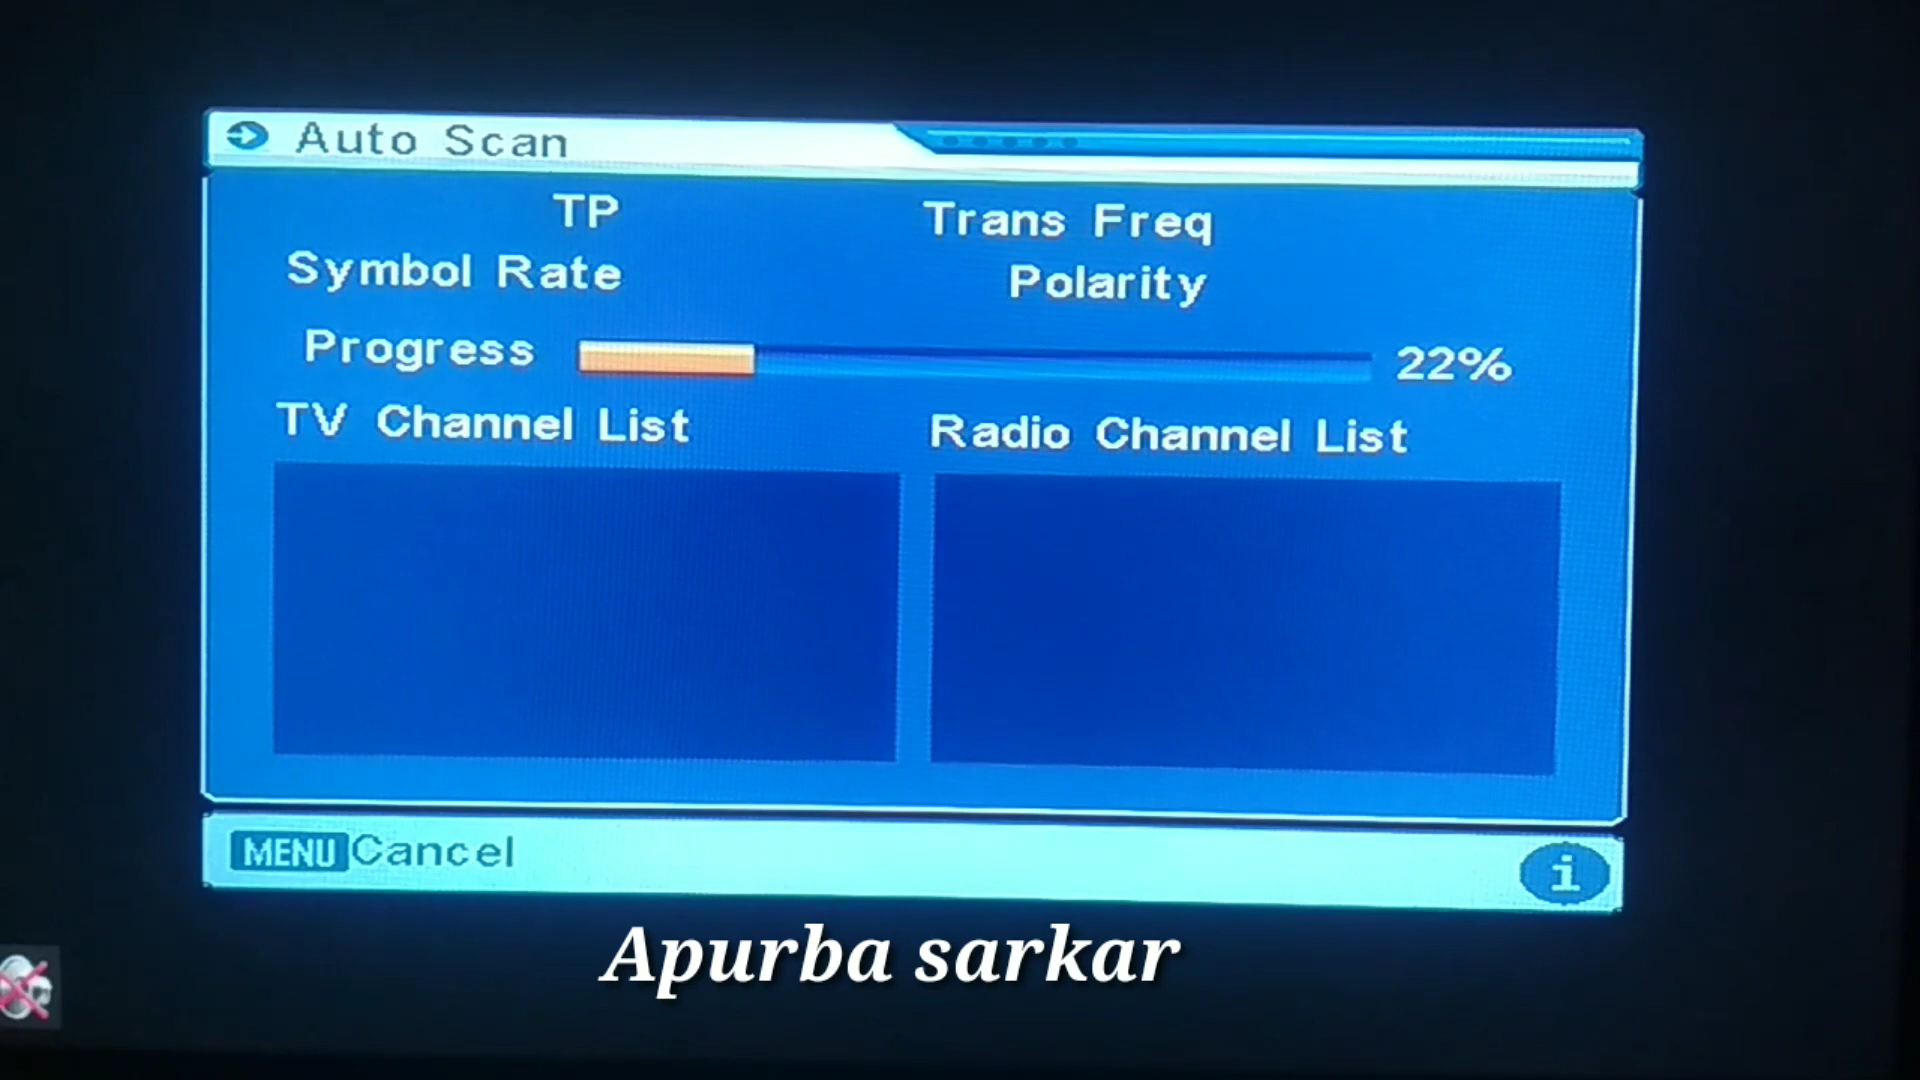 Auto Scan
TP
Trans Freq
Symbol Rate
Polarity
Progress
22%
TV Channel List
Radio Channel List
MENU Cancel
i
Apurba sarkar